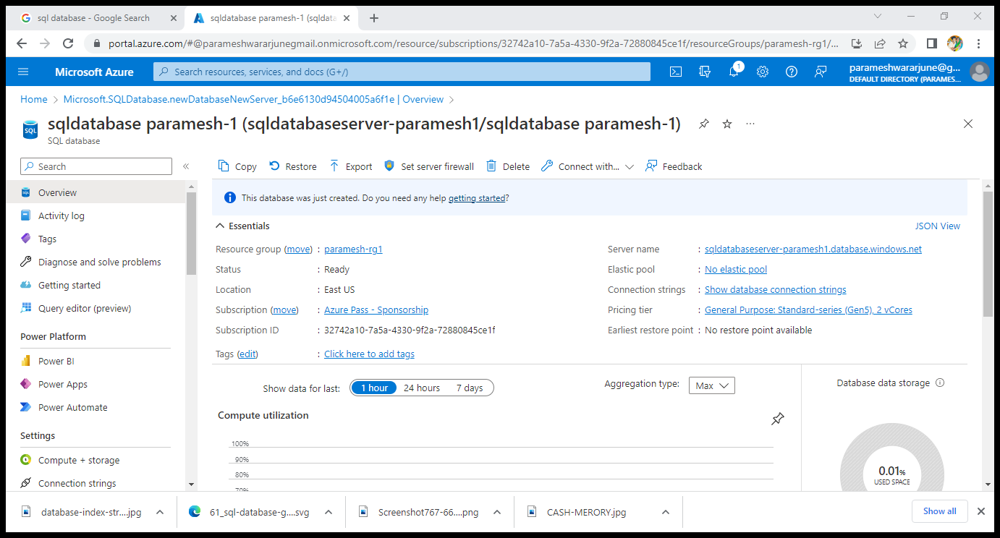 sql database - Google Search
sqldatabase paramesh-1 (sqldata
portal.azure.com/#@parameshwararjunegmail.onmicrosoft.com/resource/subscriptions/32742a10-7a5a-4330-9f2a-72880845ce1f/resourceGroups/paramesh-rg1/...
Microsoft Azure
Search resources, services, and docs (G+/)
1
parameshwararjune@g...
DEFAULT DIRECTORY (PARAMES...
Home > Microsoft.SQLDatabase.newDatabaseNewServer_b6e6130d94504005a6f1e | Overview >
SQL
sqldatabase paramesh-1 (sqldatabaseserver-paramesh1/sqldatabase paramesh-1)
SQL database
Search
Copy Restore Export Set server firewall Delete Connect with... Feedback
Overview
Activity log
Tags
Diagnose and solve problems
Getting started
Query editor (preview)
Power Platform
Power BI
Power Apps
Power Automate
Settings
Compute + storage
Connection strings
This database was just created. Do you need any help getting started?
Essentials
JSON View
Resource group (move) : paramesh-rg1
Status : Ready
Location : East US
Subscription (move) : Azure Pass - Sponsorship
Subscription ID : 32742a10-7a5a-4330-9f2a-72880845ce1f
Tags (edit) : Click here to add tags
Server name : sqldatabaseserver-paramesh1.database.windows.net
Elastic pool : No elastic pool
Connection strings : Show database connection strings
Pricing tier : General Purpose: Standard-series (Gen5), 2 vCores
Earliest restore point : No restore point available
Show data for last: 1 hour 24 hours 7 days
Aggregation type: Max
Compute utilization
100%
90%
80%
70%
Database data storage
0.01%
USED SPACE
database-index-str....jpg
61_sql-database-g....svg
Screenshot767-66....png
CASH-MERORY.jpg
Show all